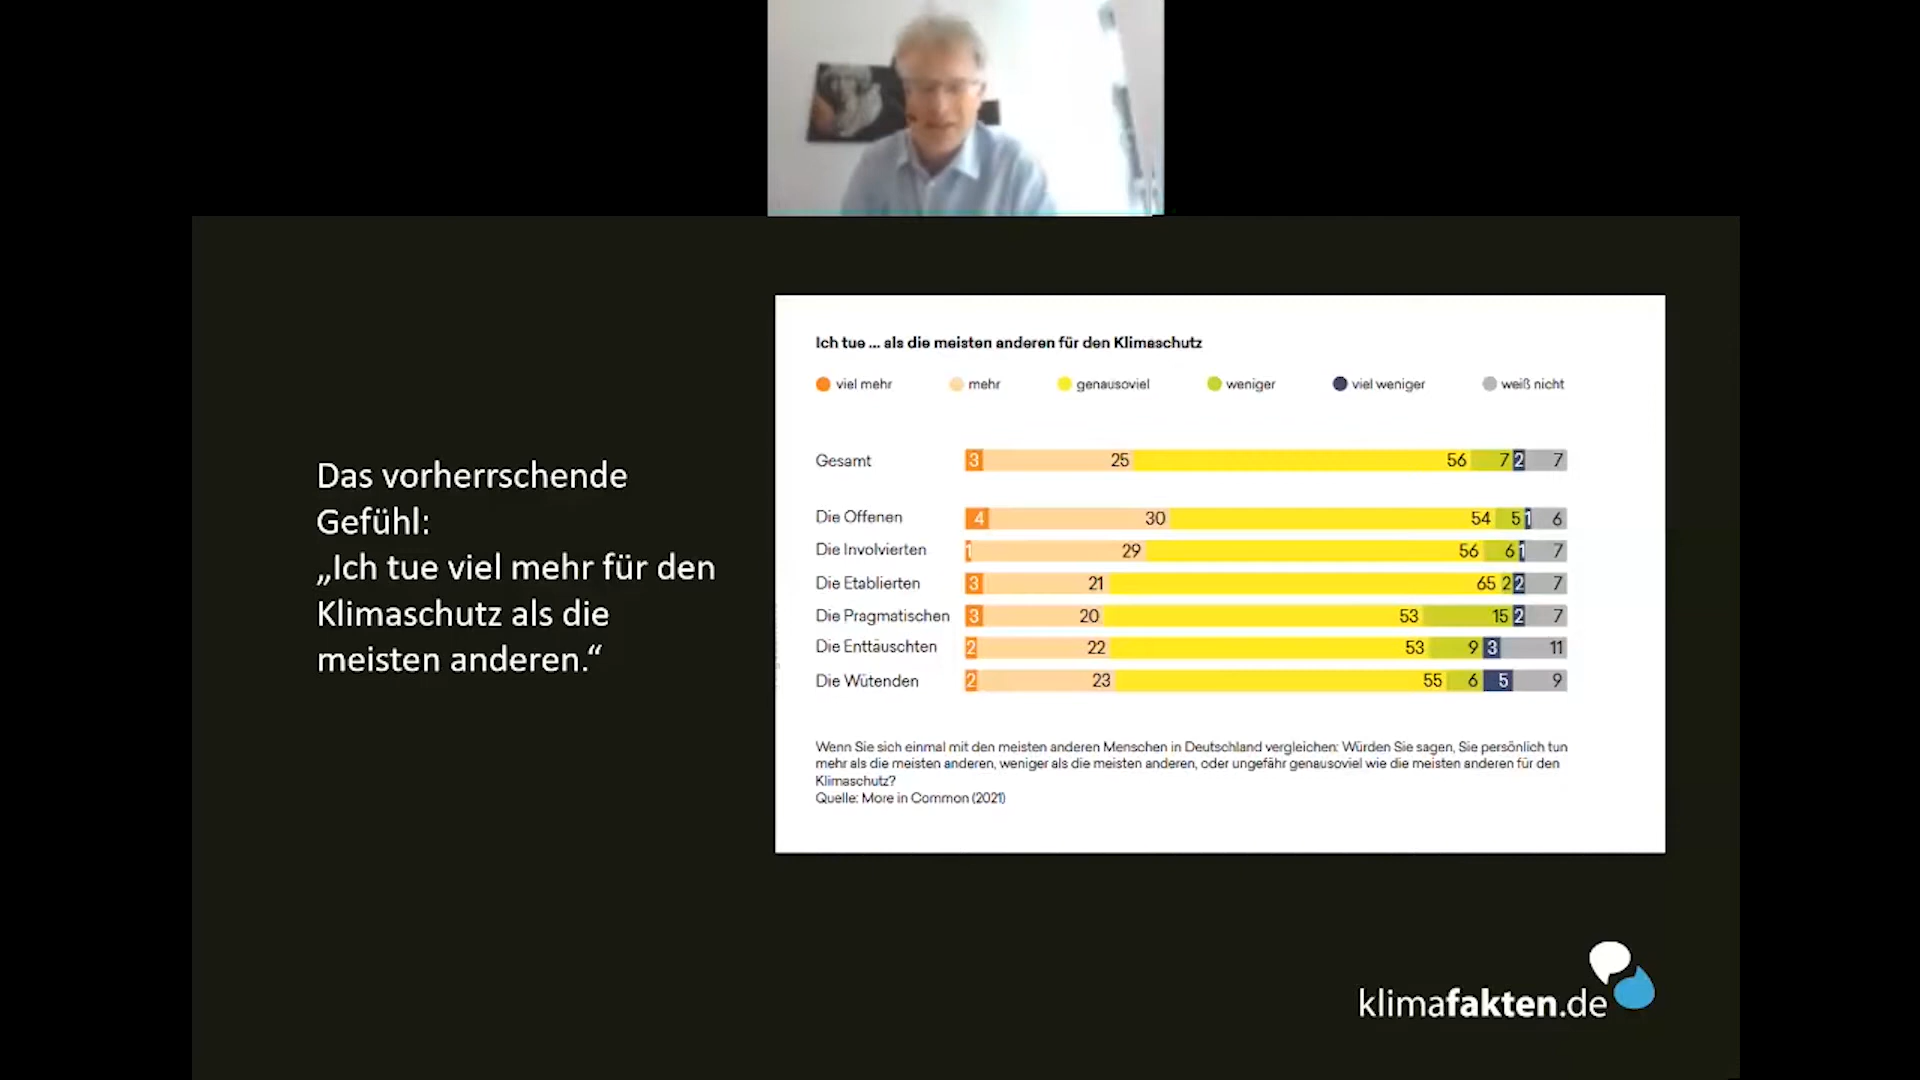 Das vorherrschende
Gefühl:
„Ich tue viel mehr für den
Klimaschutz als die
meisten anderen.“
Ich tue ... als die meisten anderen für den Klimaschutz
viel mehr mehr genausoviel weniger viel weniger weiß nicht
Gesamt 3 25 56 7 2 7
Die Offenen 4 30 54 5 1 6
Die Involvierten 1 29 56 6 1 7
Die Etablierten 3 21 65 2 2 7
Die Pragmatischen 3 20 53 15 2 7
Die Enttäuschten 2 22 53 9 3 11
Die Wütenden 2 23 55 6 5 9
Wenn Sie sich einmal mit den meisten anderen Menschen in Deutschland vergleichen: Würden Sie sagen, Sie persönlich tun
mehr als die meisten anderen, weniger als die meisten anderen, oder ungefähr genausoviel wie die meisten anderen für den
Klimaschutz?
Quelle: More in Common (2021)
klimafakten.de